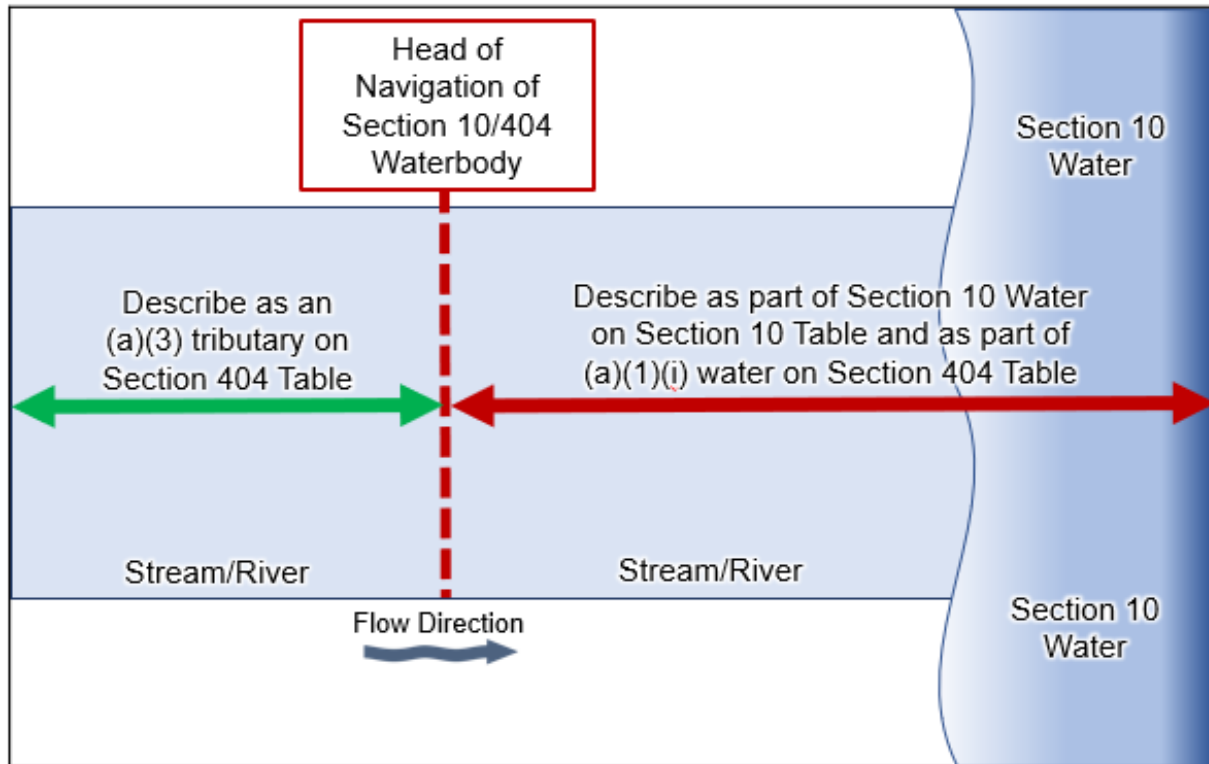 Head of
Navigation of
Section 10/404
Waterbody
Section 10
Water
Describe as an
(a)(3) tributary on
Section 404 Table
Describe as part of Section 10 Water
on Section 10 Table and as part of
(a)(1)(i) water on Section 404 Table
Stream/River
Stream/River
Flow Direction
Section 10
Water